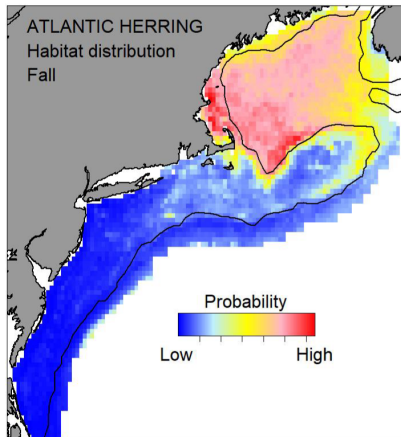 ATLANTIC HERRING
Habitat distribution
Fall
Probability
Low High